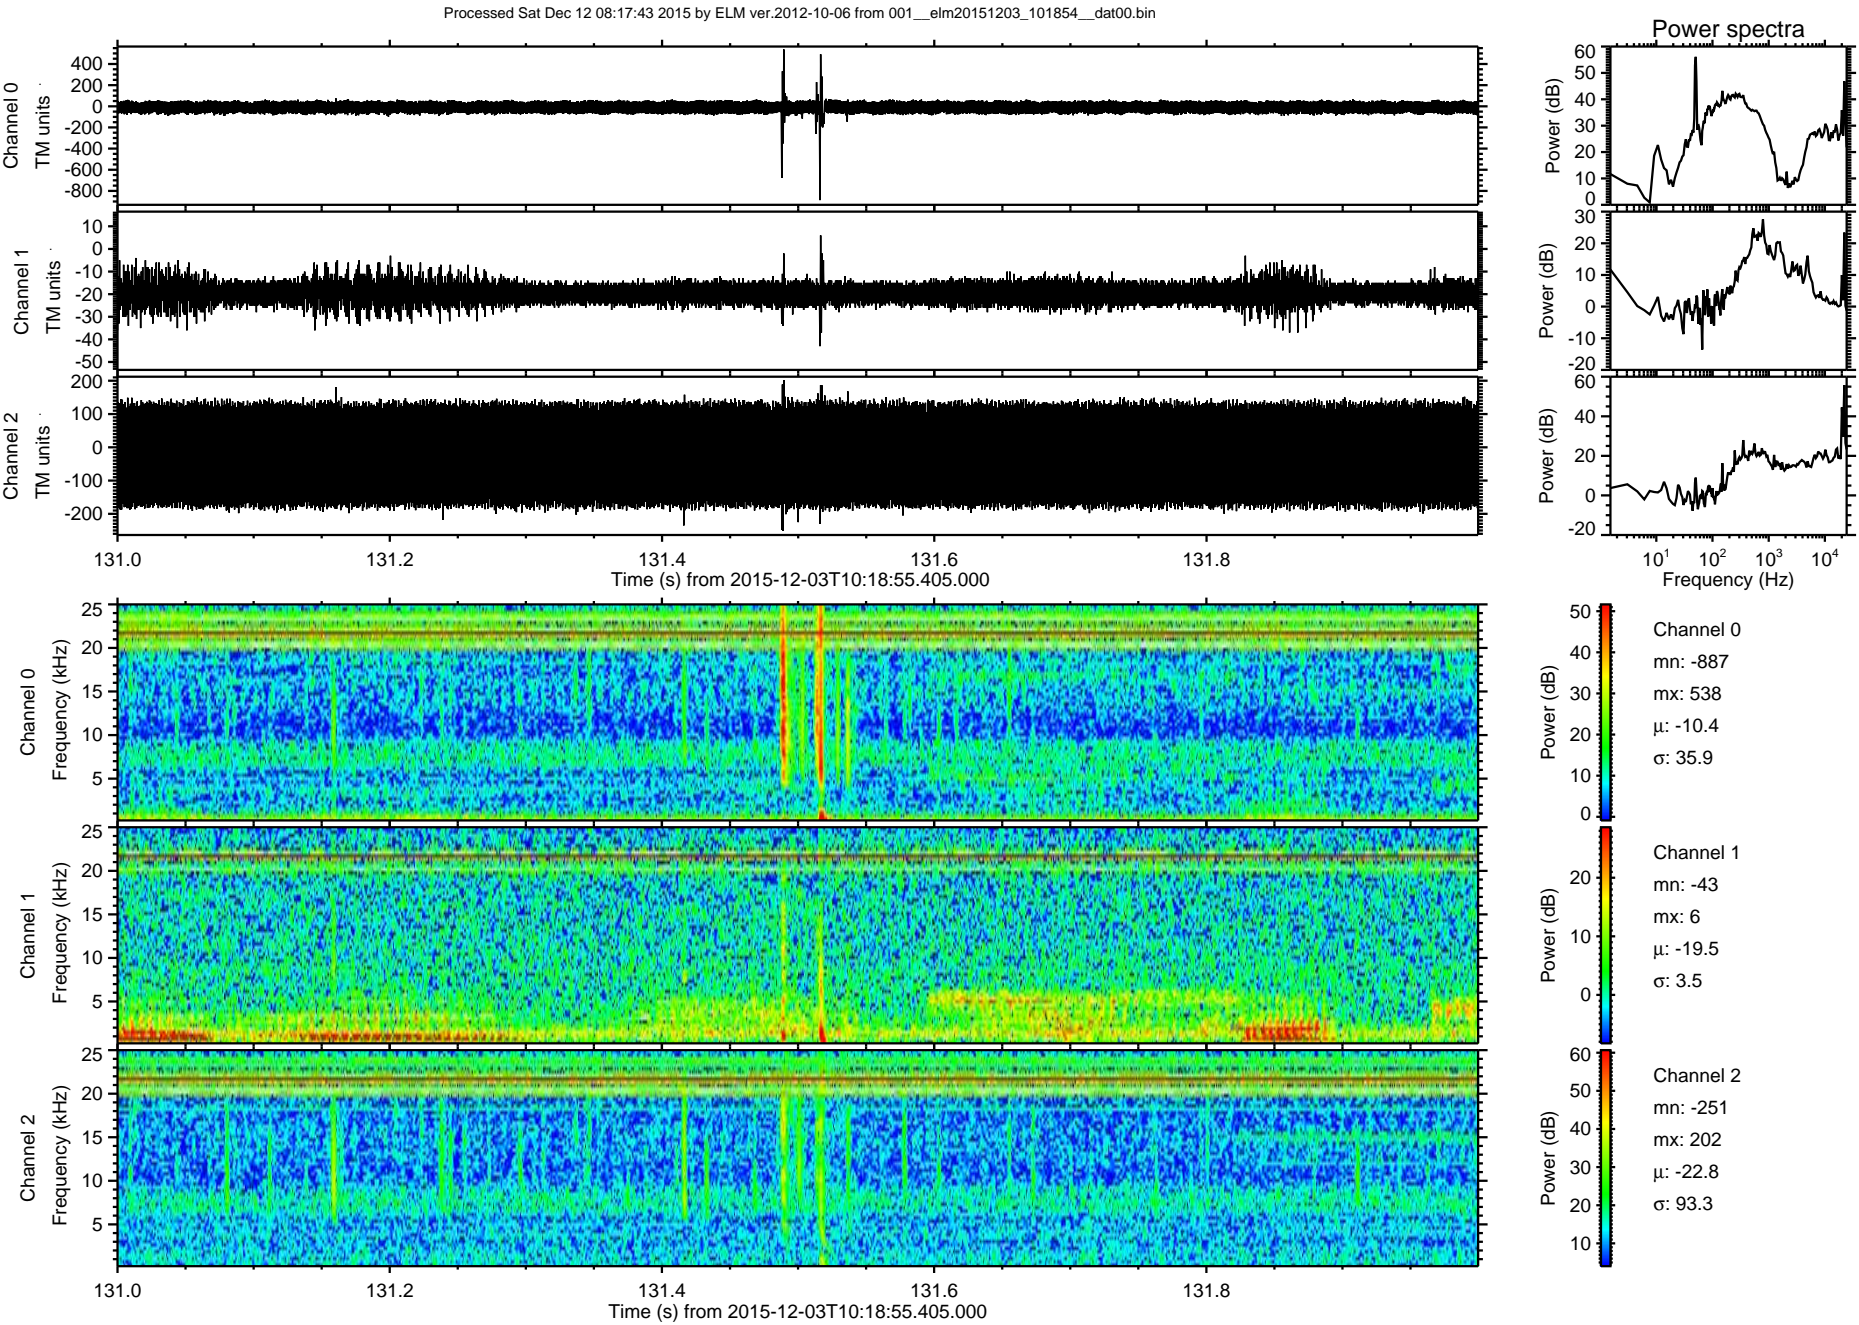 Processed Sat Dec 12 08:17:43 2015 by ELM ver.2012-10-06 from 001__elm20151203_101854__dat00.bin
Power spectra
Channel 0
TM units
400
200
0
-200
-400
-600
-800
Power (dB)
60
50
40
30
20
10
0
Channel 1
TM units
10
0
-10
-20
-30
-40
-50
Power (dB)
30
20
10
0
-10
-20
Channel 2
TM units
200
100
0
-100
-200
Power (dB)
60
40
20
0
-20
131.0 131.2 131.4 131.6 131.8
Time (s) from 2015-12-03T10:18:55.405.000
10^1 10^2 10^3 10^4
Frequency (Hz)
Channel 0
Frequency (kHz)
25
20
15
10
5
Power (dB)
50
40
30
20
10
0
Channel 0
mn: -887
mx: 538
μ: -10.4
σ: 35.9
Channel 1
Frequency (kHz)
25
20
15
10
5
Power (dB)
20
10
0
Channel 1
mn: -43
mx: 6
μ: -19.5
σ: 3.5
Channel 2
Frequency (kHz)
25
20
15
10
5
Power (dB)
60
50
40
30
20
10
Channel 2
mn: -251
mx: 202
μ: -22.8
σ: 93.3
131.0 131.2 131.4 131.6 131.8
Time (s) from 2015-12-03T10:18:55.405.000